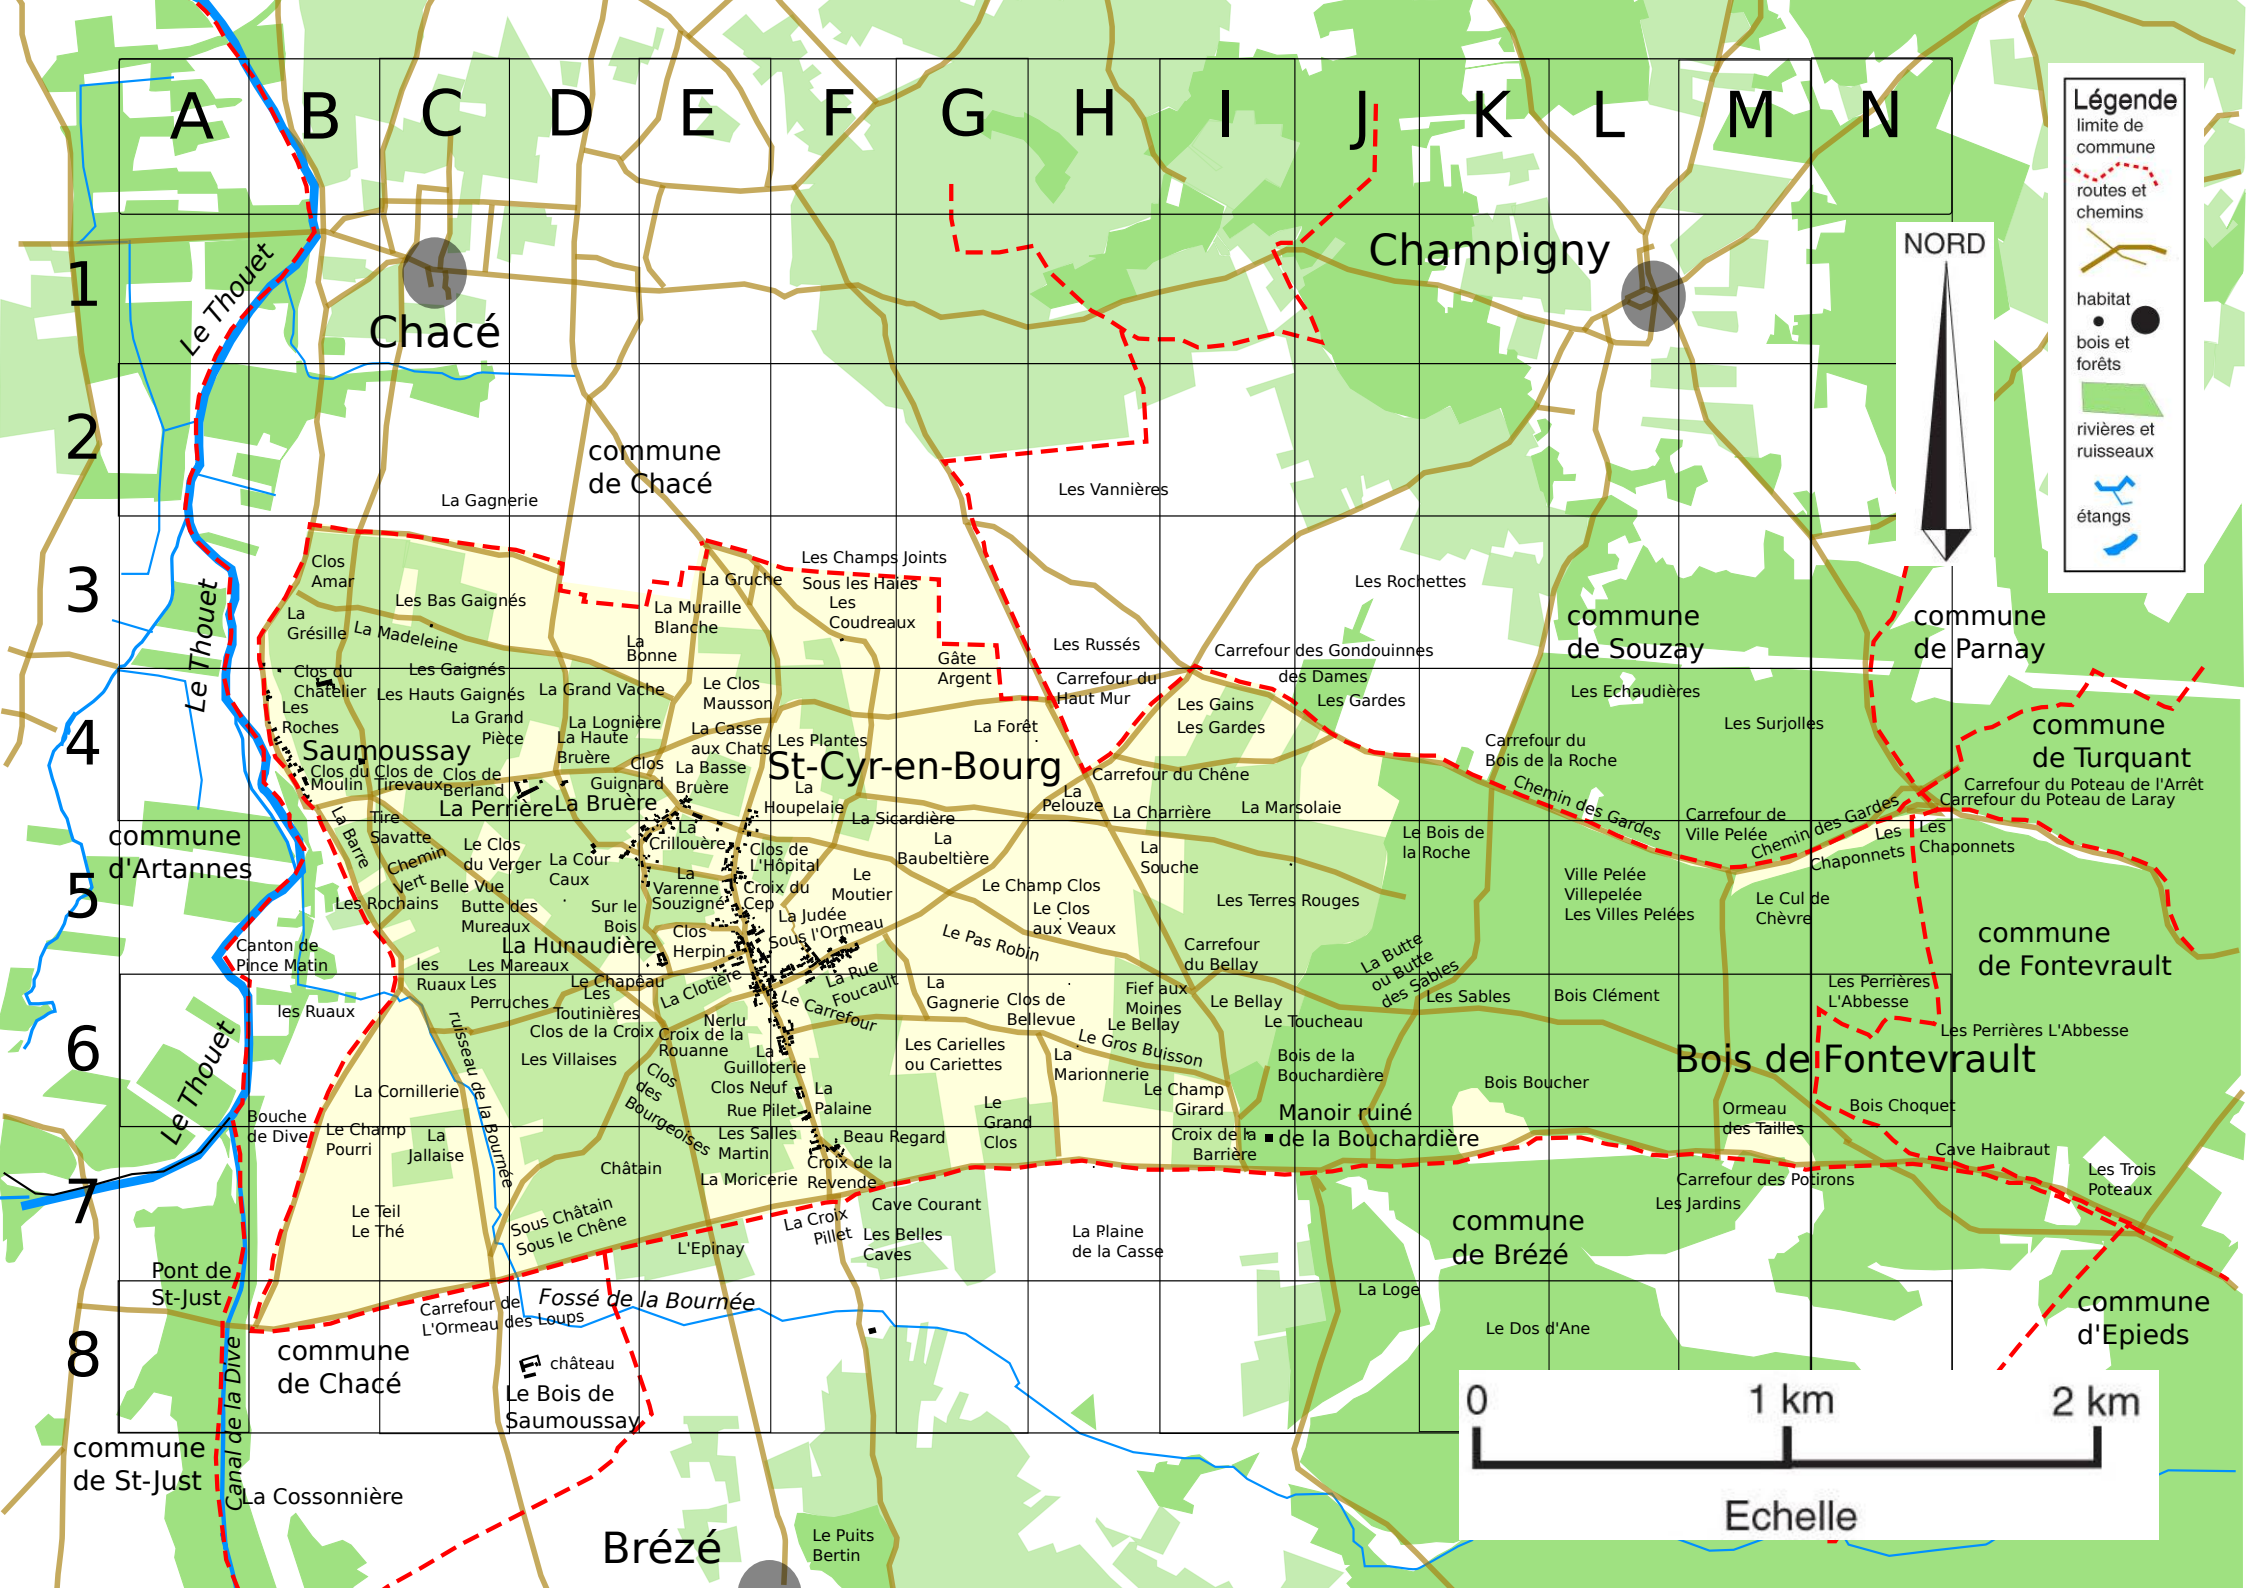 A B C D E F G H I J K L M N
Légende
limite de
commune
routes et
chemins
habitat
bois et
forêts
rivières et
ruisseaux
étangs
NORD
1
Le Thouet
Chacé
Champigny
2
commune
de Chacé
La Gagnerie
Les Vannières
3
Le Thouet
Clos
Amar
La
Grésille
Les Bas Gaignés
La Madeleine
La Gruche
La Muraille
Blanche
La
Bonne
Les Champs Joints
Sous les Haies
Les
Coudreaux
Gâte
Argent
Les Russés
Les Rochettes
Carrefour des Gondouinnes
des Dames
commune
de Souzay
commune
de Parnay
4
Clos du
Châtelier
Les
Roches
Les Gaignés
Les Hauts Gaignés
La Grand
Pièce
La Grand Vache
La Lognière
La Haute
Bruère
Le Clos
Mausson
La Casse
aux Chats
Les Plantes
La Forêt
Carrefour du
Haut Mur
Les Gains
Les Gardes
Les Gardes
Les Echaudières
Les Surjolles
Saumoussay
St-Cyr-en-Bourg
Clos du
Moulin
Clos de
Tirevaux
Clos de
Berland
Clos
Guignard
La Basse
Bruère
La Perrière
La Bruère
La
Houpelaie
Carrefour du Chêne
La
Pelouze
La Charrière
La Marsolaie
Carrefour du
Bois de la Roche
Chemin des Gardes
Carrefour de
Ville Pelée
Chemin des Gardes
commune
de Turquant
Carrefour du Poteau de l'Arrêt
Carrefour du Poteau de Laray
5
commune
d'Artannes
La Barre
Tire
Savatte
Chemin
Vert
Le Clos
du Verger
La Cour
Caux
La
Crillouère
Clos de
L'Hôpital
La Sicardière
La
Baubeltière
La
Souche
Le Bois de
la Roche
Les
Chaponnets
Les
Chaponnets
Belle Vue
Les Rochains
Butte des
Mureaux
Sur le
Bois
La
Varenne
Souzigné
Croix du
Cep
Le
Moutier
La Judée
Sous l'Ormeau
Le Champ Clos
Le Clos
aux Veaux
Les Terres Rouges
Ville Pelée
Villepelée
Les Villes Pelées
Le Cul de
Chèvre
La Hunaudière
Clos
Herpin
Le Pas Robin
Carrefour
du Bellay
La Butte
ou Butte
des Sables
commune
de Fontevrault
Canton de
Pince Matin
6
les
Ruaux
les Ruaux
Les Mareaux
Les
Perruches
Le Chapeau
Les
Toutinières
La Clotière
La Rue
Foucault
Le Carrefour
La
Gagnerie
Clos de
Bellevue
Fief aux
Moines
Le Bellay
Le Bellay
Le Toucheau
Les Sables
Bois Clément
Les Perrières
L'Abbesse
Les Perrières L'Abbesse
ruisseau de la Bournée
Clos de la Croix
Les Villaises
Nerlu
Croix de la
Rouanne
La
Guilloterie
Clos
des
Bourgeoises
Clos Neuf
Rue Pilet
La
Palaine
Les Carielles
ou Cariettes
Le Gros Buisson
La
Marionnerie
Le Champ
Girard
Bois de la
Bouchardière
Bois Boucher
Bois de Fontevrault
Le Thouet
La Cornillerie
Bouche
de Dive
Le
Grand
Clos
Manoir ruiné
de la Bouchardière
Ormeau
des Tailles
Bois Choquet
7
Le Champ
Pourri
La
Jallaise
Les Salles
Martin
Beau Regard
Croix de la
Barrière
Châtain
La Moricerie
Croix de la
Revende
Cave Haibraut
Les Trois
Poteaux
Carrefour des Potirons
Les Jardins
Le Teil
Le Thé
Sous Châtain
Sous le Chêne
L'Epinay
La Croix
Pillet
Cave Courant
Les Belles
Caves
La Plaine
de la Casse
commune
de Brézé
8
Pont de
St-Just
La Loge
Carrefour de
L'Ormeau des Loups
Fossé de la Bournée
Le Dos d'Ane
commune
d'Epieds
commune
de Chacé
château
Le Bois de
Saumoussay
Canal de la Dive
commune
de St-Just
La Cossonnière
Brézé
Le Puits
Bertin
0 1 km 2 km
Echelle